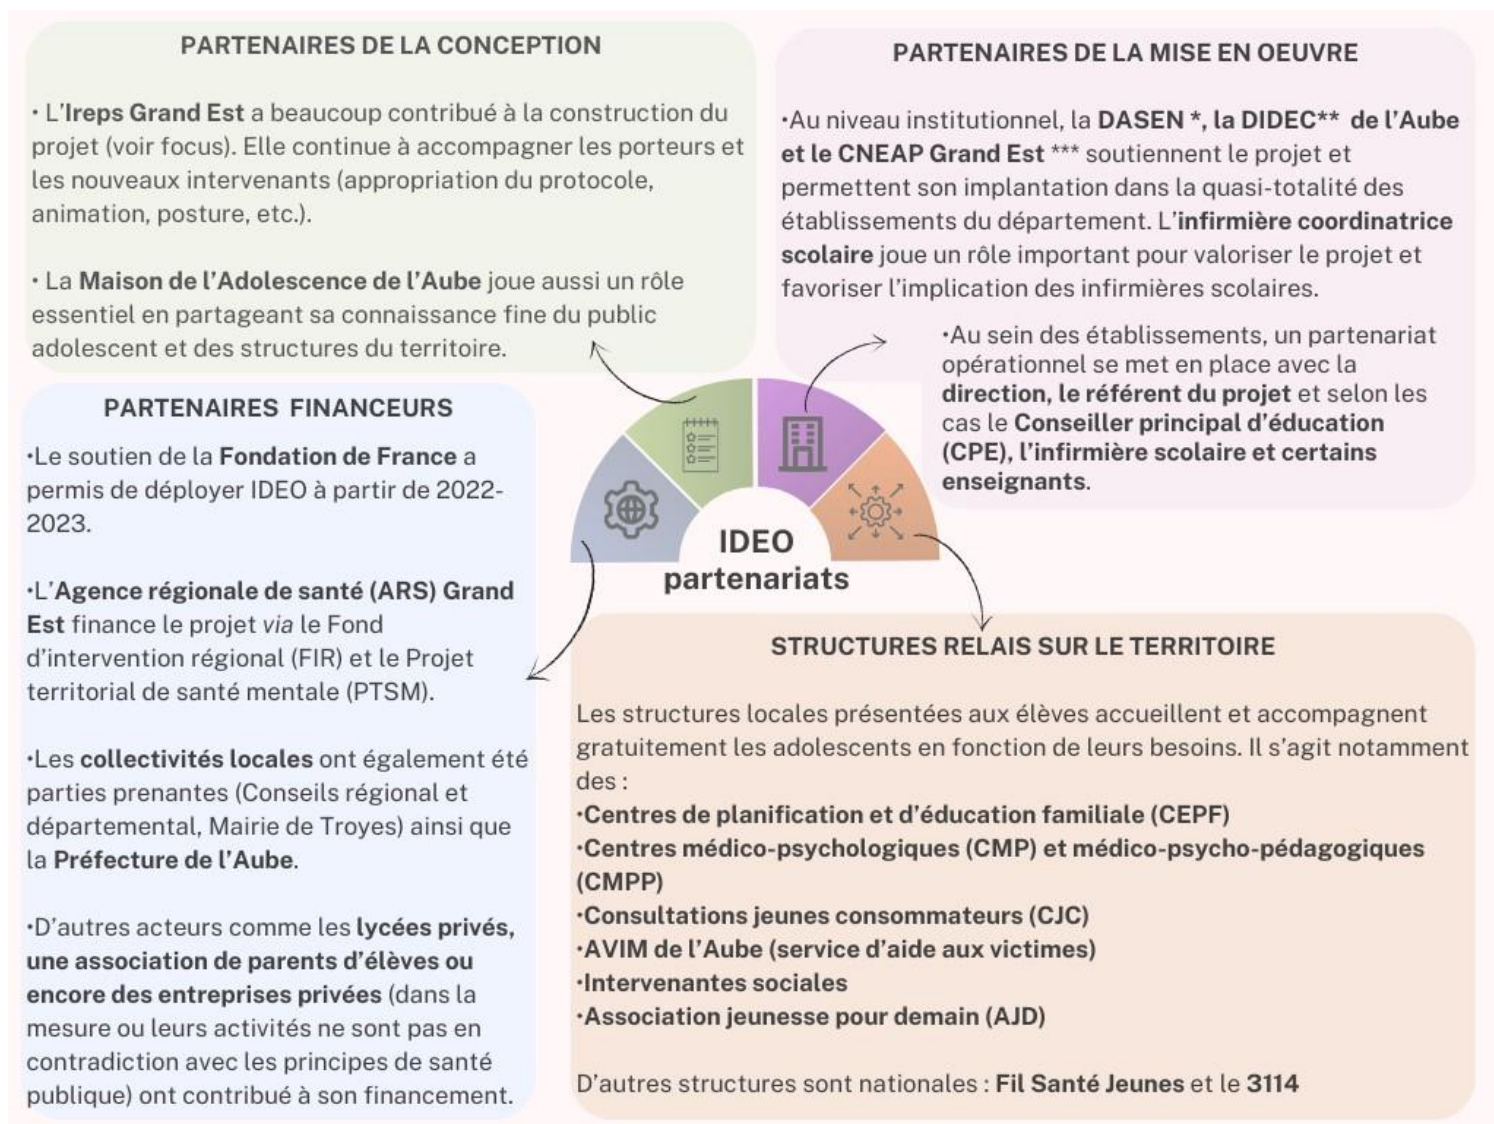 PARTENAIRES DE LA CONCEPTION
• L’Ireps Grand Est a beaucoup contribué à la construction du
projet (voir focus). Elle continue à accompagner les porteurs et
les nouveaux intervenants (appropriation du protocole,
animation, posture, etc.).
• La Maison de l’Adolescence de l’Aube joue aussi un rôle
essentiel en partageant sa connaissance fine du public
adolescent et des structures du territoire.
PARTENAIRES DE LA MISE EN OEUVRE
•Au niveau institutionnel, la DASEN *, la DIDEC** de l’Aube
et le CNEAP Grand Est *** soutiennent le projet et
permettent son implantation dans la quasi-totalité des
établissements du département. L’infirmière coordinatrice
scolaire joue un rôle important pour valoriser le projet et
favoriser l’implication des infirmières scolaires.
•Au sein des établissements, un partenariat
opérationnel se met en place avec la
direction, le référent du projet et selon les
cas le Conseiller principal d’éducation
(CPE), l’infirmière scolaire et certains
enseignants.
PARTENAIRES FINANCEURS
•Le soutien de la Fondation de France a
permis de déployer IDEO à partir de 2022-
2023.
•L’Agence régionale de santé (ARS) Grand
Est finance le projet via le Fond
d’intervention régional (FIR) et le Projet
territorial de santé mentale (PTSM).
•Les collectivités locales ont également été
parties prenantes (Conseils régional et
départemental, Mairie de Troyes) ainsi que
la Préfecture de l’Aube.
•D’autres acteurs comme les lycées privés,
une association de parents d’élèves ou
encore des entreprises privées (dans la
mesure ou leurs activités ne sont pas en
contradiction avec les principes de santé
publique) ont contribué à son financement.
IDEO
partenariats
STRUCTURES RELAIS SUR LE TERRITOIRE
Les structures locales présentées aux élèves accueillent et accompagnent
gratuitement les adolescents en fonction de leurs besoins. Il s’agit notamment
des :
•Centres de planification et d’éducation familiale (CEPF)
•Centres médico-psychologiques (CMP) et médico-psycho-pédagogiques
(CMPP)
•Consultations jeunes consommateurs (CJC)
•AVIM de l’Aube (service d’aide aux victimes)
•Intervenantes sociales
•Association jeunesse pour demain (AJD)
D’autres structures sont nationales : Fil Santé Jeunes et le 3114